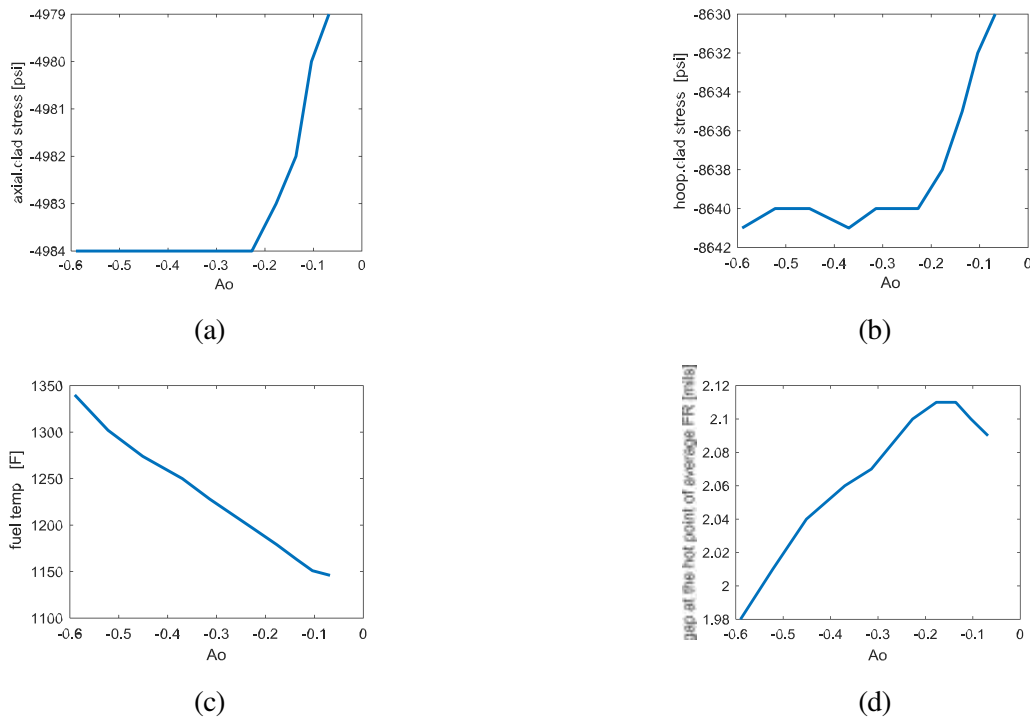 -4979
-4980
-4981
-4982
-4983
-4984
axial.clad stress [psi]
-0.6 -0.5 -0.4 -0.3 -0.2 -0.1 0
Ao
(a)
-8630
-8632
-8634
-8636
-8638
-8640
-8642
hoop.clad stress [psi]
-0.6 -0.5 -0.4 -0.3 -0.2 -0.1 0
Ao
(b)
1350
1300
1250
1200
1150
1100
fuel temp [F]
-0.6 -0.5 -0.4 -0.3 -0.2 -0.1 0
Ao
(c)
2.12
2.1
2.08
2.06
2.04
2.02
2
1.98
gap at the hot point of average FR [mils]
-0.6 -0.5 -0.4 -0.3 -0.2 -0.1 0
Ao
(d)